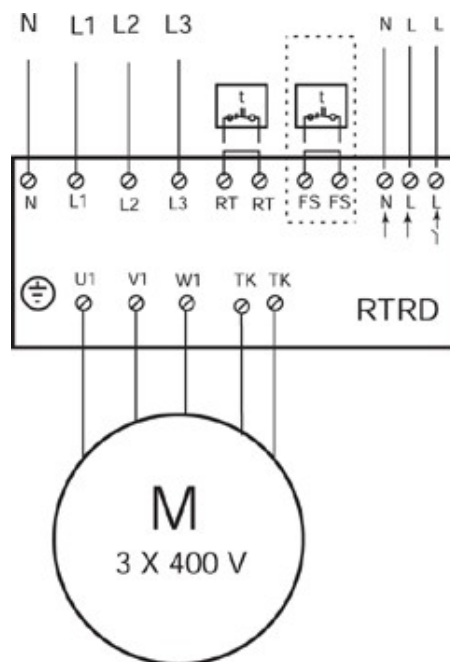 N L1 L2 L3 N L L
t t
N L1 L2 L3 RT RT FS FS N L L
U1 V1 W1 TK TK
RTRD
M
3 X 400 V